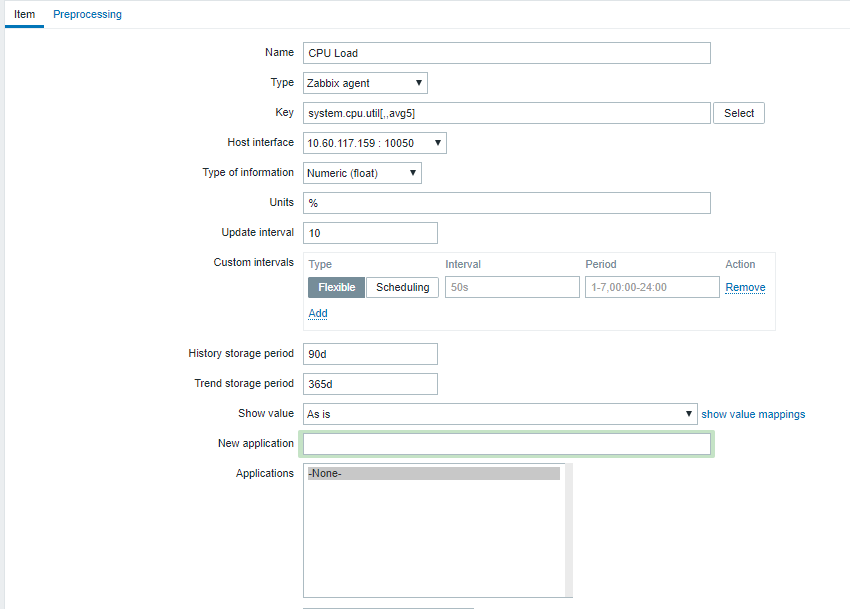 Item Preprocessing
Name CPU Load
Type Zabbix agent
Key system.cpu.util[,,avg5] Select
Host interface 10.60.117.159 : 10050
Type of information Numeric (float)
Units %
Update interval 10
Custom intervals Type Interval Period Action
Flexible Scheduling 50s 1-7,00:00-24:00 Remove
Add
History storage period 90d
Trend storage period 365d
Show value As is show value mappings
New application
Applications -None-